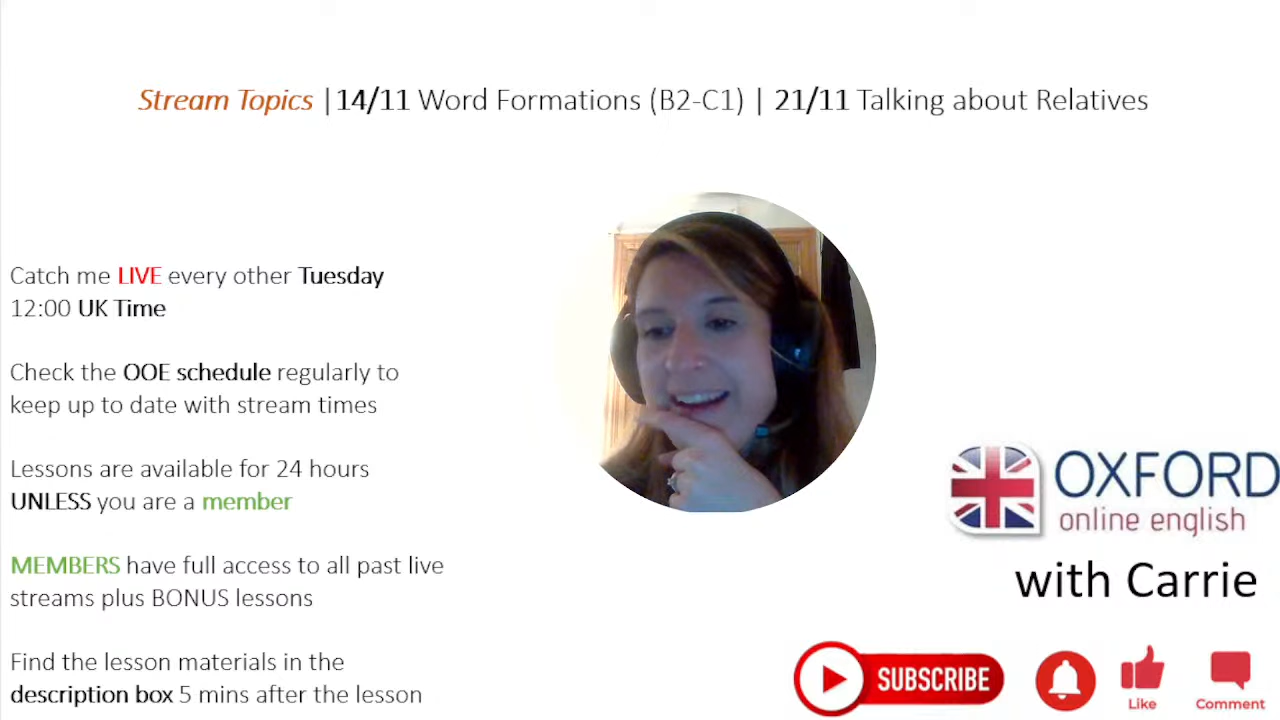 Stream Topics | 14/11 Word Formations (B2-C1) | 21/11 Talking about Relatives
Catch me LIVE every other Tuesday
12:00 UK Time
Check the OOE schedule regularly to
keep up to date with stream times
Lessons are available for 24 hours
UNLESS you are a member
MEMBERS have full access to all past live
streams plus BONUS lessons
Find the lesson materials in the
description box 5 mins after the lesson
OXFORD
online english
with Carrie
SUBSCRIBE
Like
Comment